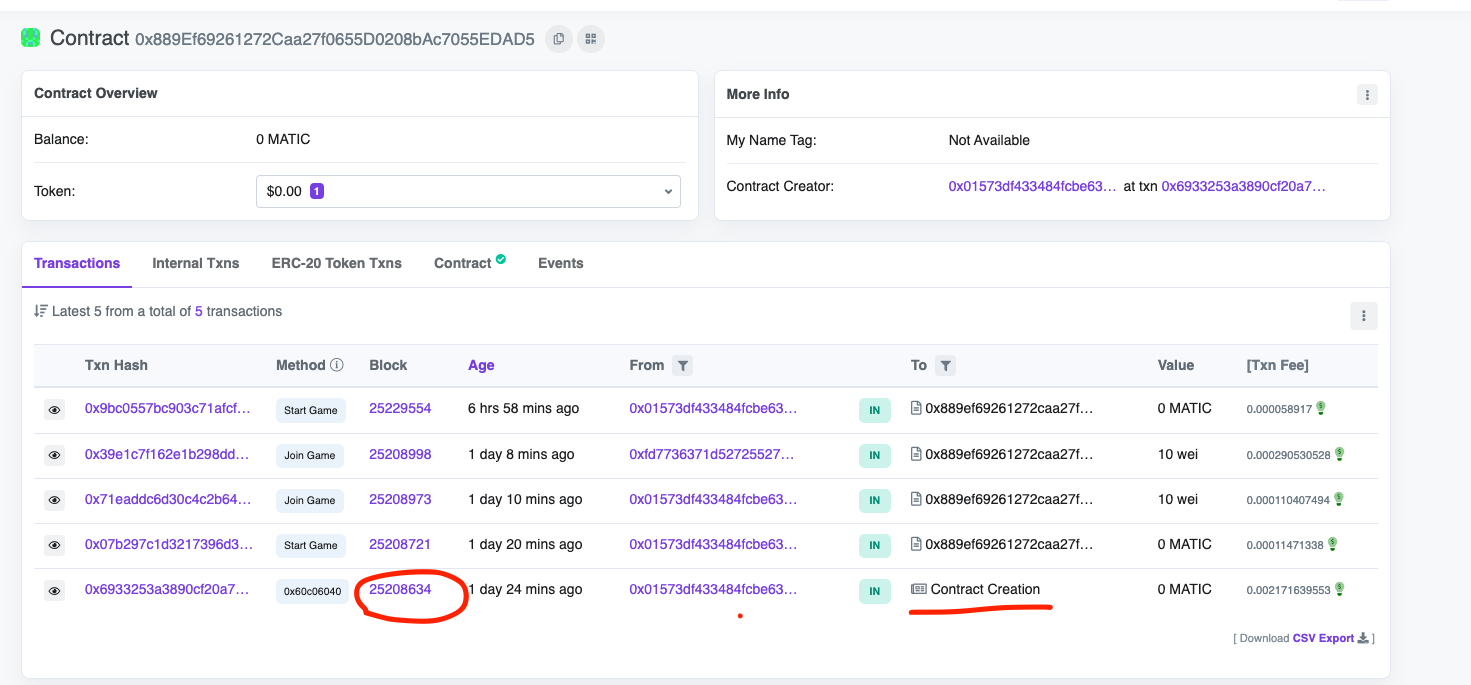 Contract 0x889Ef69261272Caa27f0655D0208bAc7055EDAD5
Contract Overview
Balance: 0 MATIC
Token: $0.00 1
More Info
My Name Tag: Not Available
Contract Creator: 0x01573df433484fcbe63... at txn 0x6933253a3890cf20a7...
Transactions Internal Txns ERC-20 Token Txns Contract Events
Latest 5 from a total of 5 transactions
Txn Hash Method Block Age From To Value [Txn Fee]
0x9bc0557bc903c71afcf... Start Game 25229554 6 hrs 58 mins ago 0x01573df433484fcbe63... IN 0x889ef69261272caa27f... 0 MATIC 0.000058917
0x39e1c7f162e1b298dd... Join Game 25208998 1 day 8 mins ago 0xfd7736371d52725527... IN 0x889ef69261272caa27f... 10 wei 0.000290530528
0x71eaddc6d30c4c2b64... Join Game 25208973 1 day 10 mins ago 0x01573df433484fcbe63... IN 0x889ef69261272caa27f... 10 wei 0.000110407494
0x07b297c1d3217396d3... Start Game 25208721 1 day 20 mins ago 0x01573df433484fcbe63... IN 0x889ef69261272caa27f... 0 MATIC 0.00011471338
0x6933253a3890cf20a7... 0x60c06040 25208634 1 day 24 mins ago 0x01573df433484fcbe63... IN Contract Creation 0 MATIC 0.002171639553
[ Download CSV Export ]